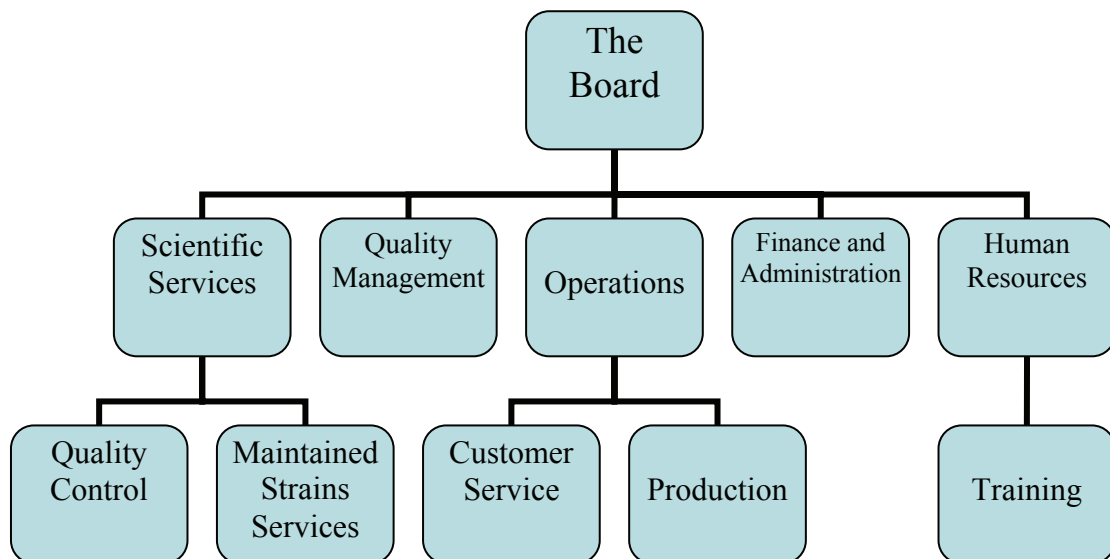 The
Board
Scientific
Services
Quality
Management
Operations
Finance and
Administration
Human
Resources
Quality
Control
Maintained
Strains
Services
Customer
Service
Production
Training